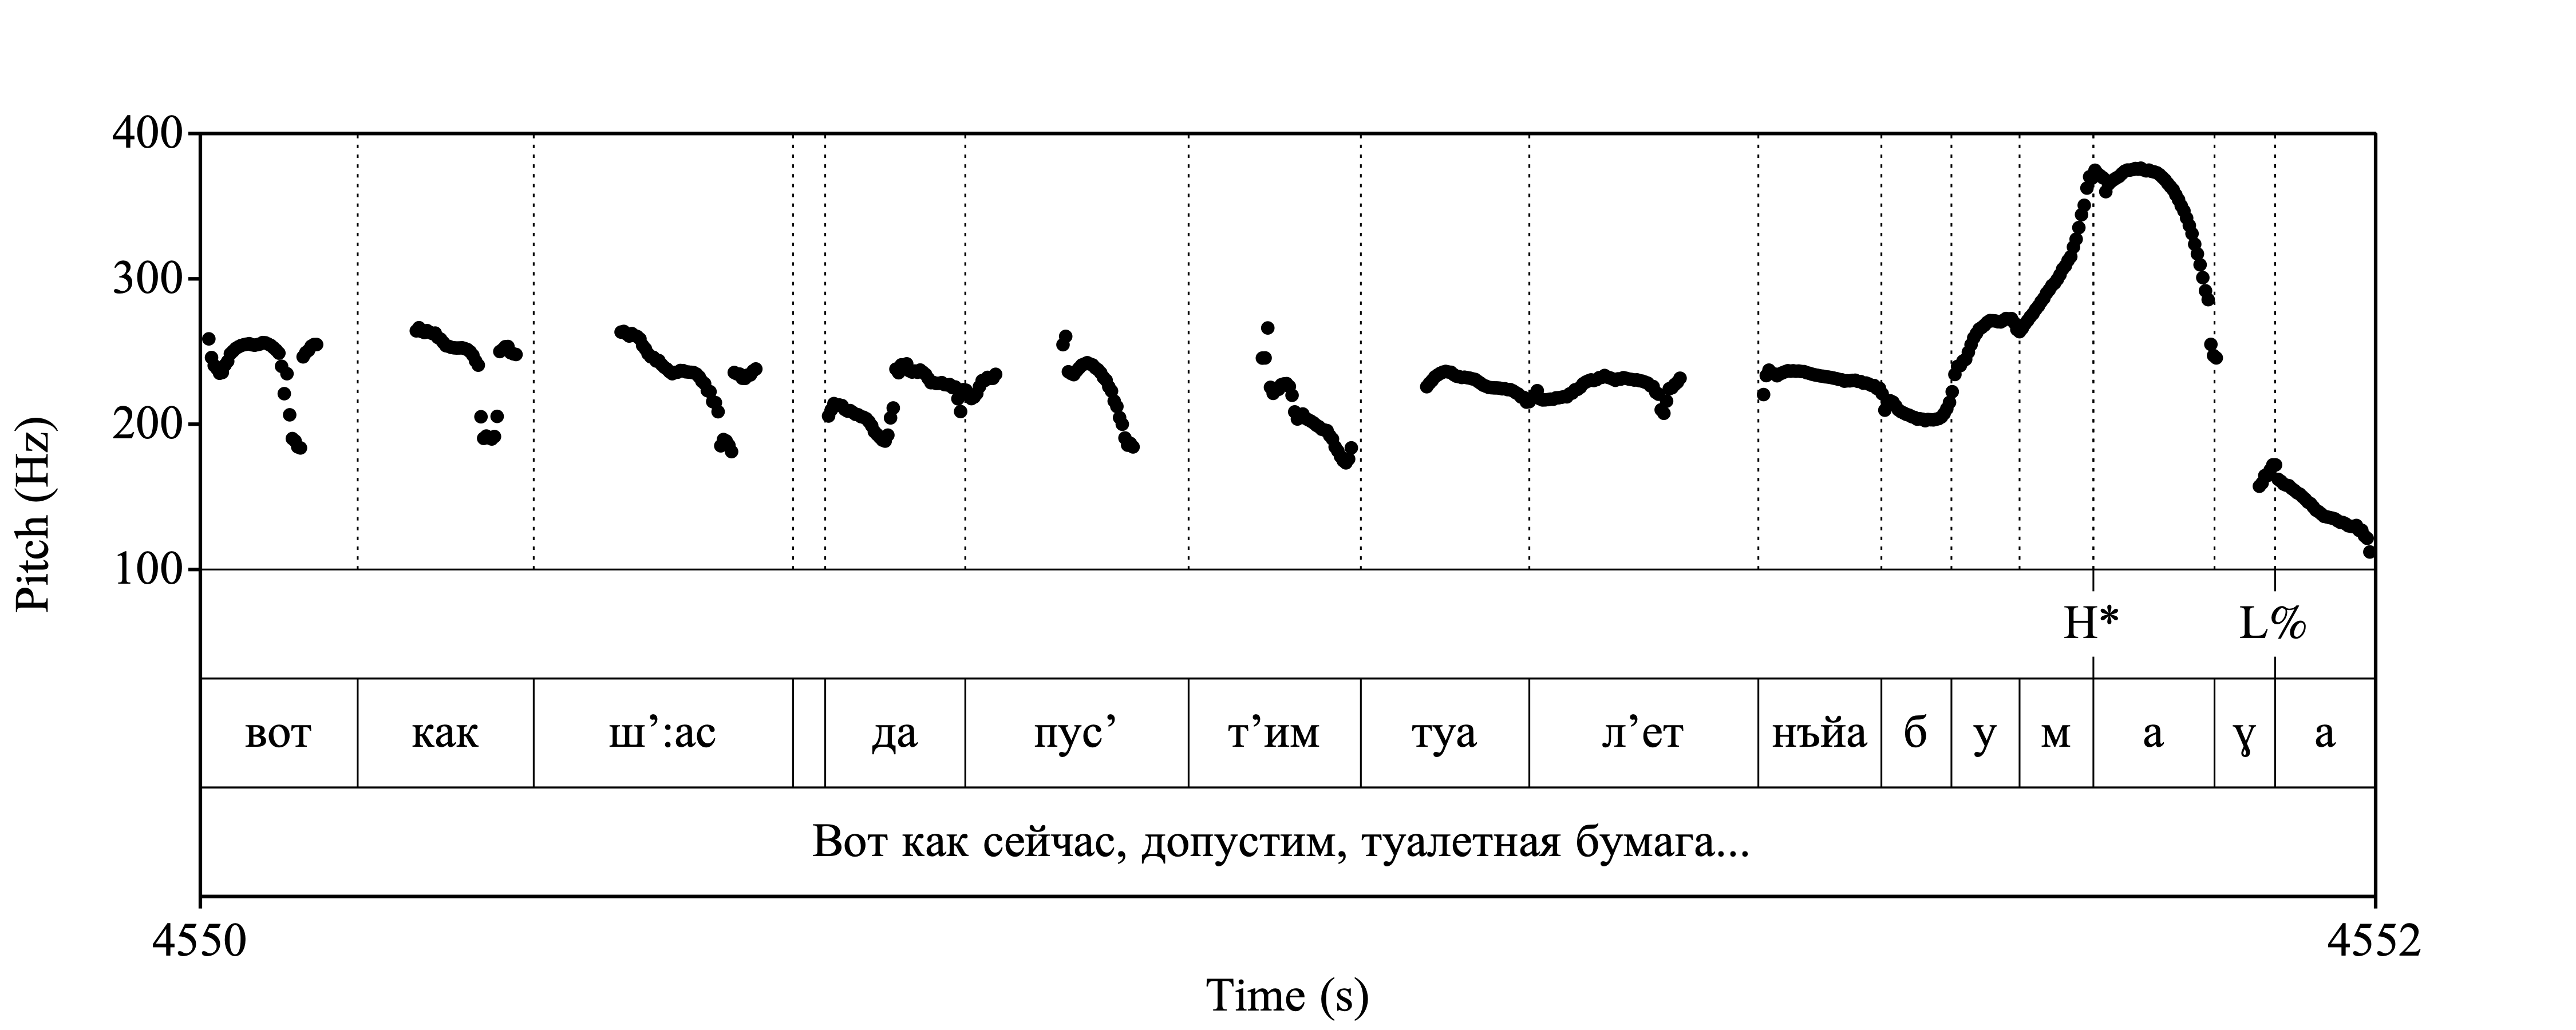 400
300
200
100
Pitch (Hz)
H* L%
вот как ш’:ас да пус’ т’им туа л’ет нъйа б у м а ɣ а
Вот как сейчас, допустим, туалетная бумага...
4550 4552
Time (s)